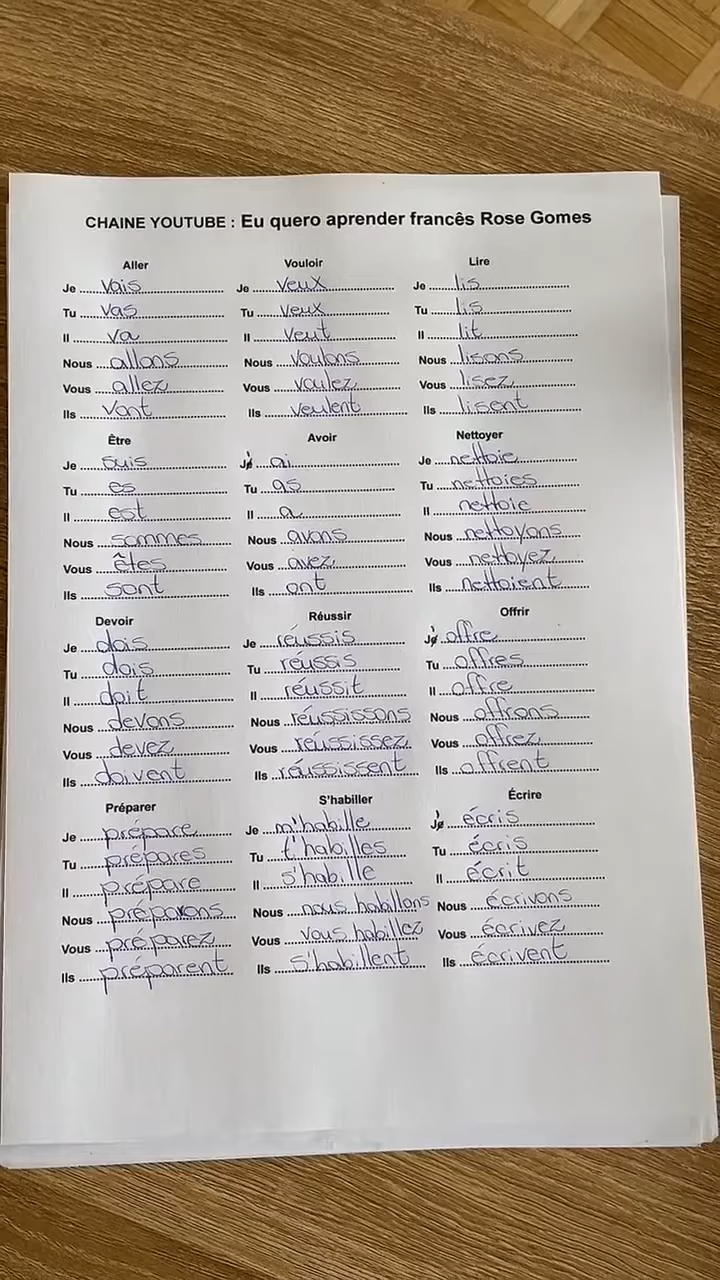 CHAINE YOUTUBE : Eu quero aprender francês Rose Gomes
Aller
Je vais
Tu vas
Il va
Nous allons
Vous allez
Ils vont
Vouloir
Je veux
Tu veux
Il veut
Nous voulons
Vous voulez
Ils veulent
Lire
Je lis
Tu lis
Il lit
Nous lisons
Vous lisez
Ils lisent
Être
Je suis
Tu es
Il est
Nous sommes
Vous êtes
Ils sont
Avoir
J' ai
Tu as
Il a
Nous avons
Vous avez
Ils ont
Nettoyer
Je nettoie
Tu nettoies
Il nettoie
Nous nettoyons
Vous nettoyez
Ils nettoient
Devoir
Je dois
Tu dois
Il doit
Nous devons
Vous devez
Ils doivent
Réussir
Je réussis
Tu réussis
Il réussit
Nous réussissons
Vous réussissez
Ils réussissent
Offrir
J' offre
Tu offres
Il offre
Nous offrons
Vous offrez
Ils offrent
Préparer
Je prépare
Tu prépares
Il prépare
Nous préparons
Vous préparez
Ils préparent
S'habiller
Je m'habille
Tu t'habilles
Il s'habille
Nous nous habillons
Vous vous habillez
Ils s'habillent
Écrire
J' écris
Tu écris
Il écrit
Nous écrivons
Vous écrivez
Ils écrivent